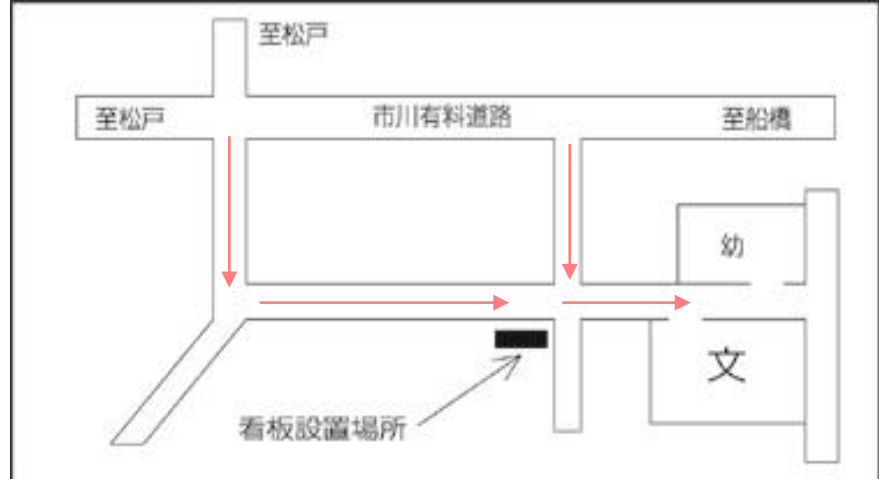 至松戸
至松戸
市川有料道路
至船橋
幼
文
看板設置場所